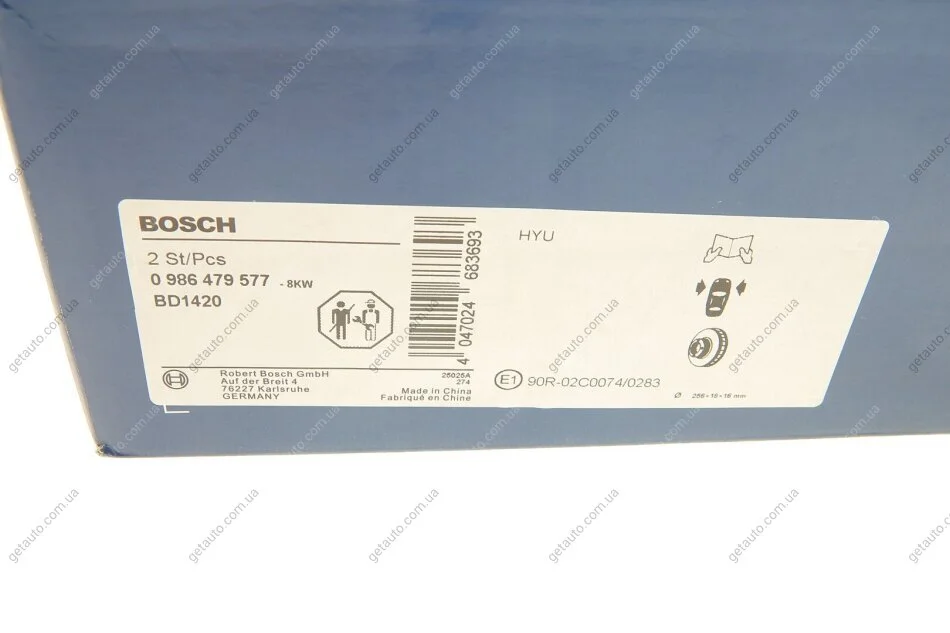 BOSCH
2 St/Pcs
0 986 479 577 - 8KW
BD1420
4 047024 683693
HYU
Robert Bosch GmbH
Auf der Breit 4
76227 Karlsruhe
GERMANY
25025A
274
Made in China
Fabriqué en Chine
E1 90R-02C0074/0283
getauto.com.ua